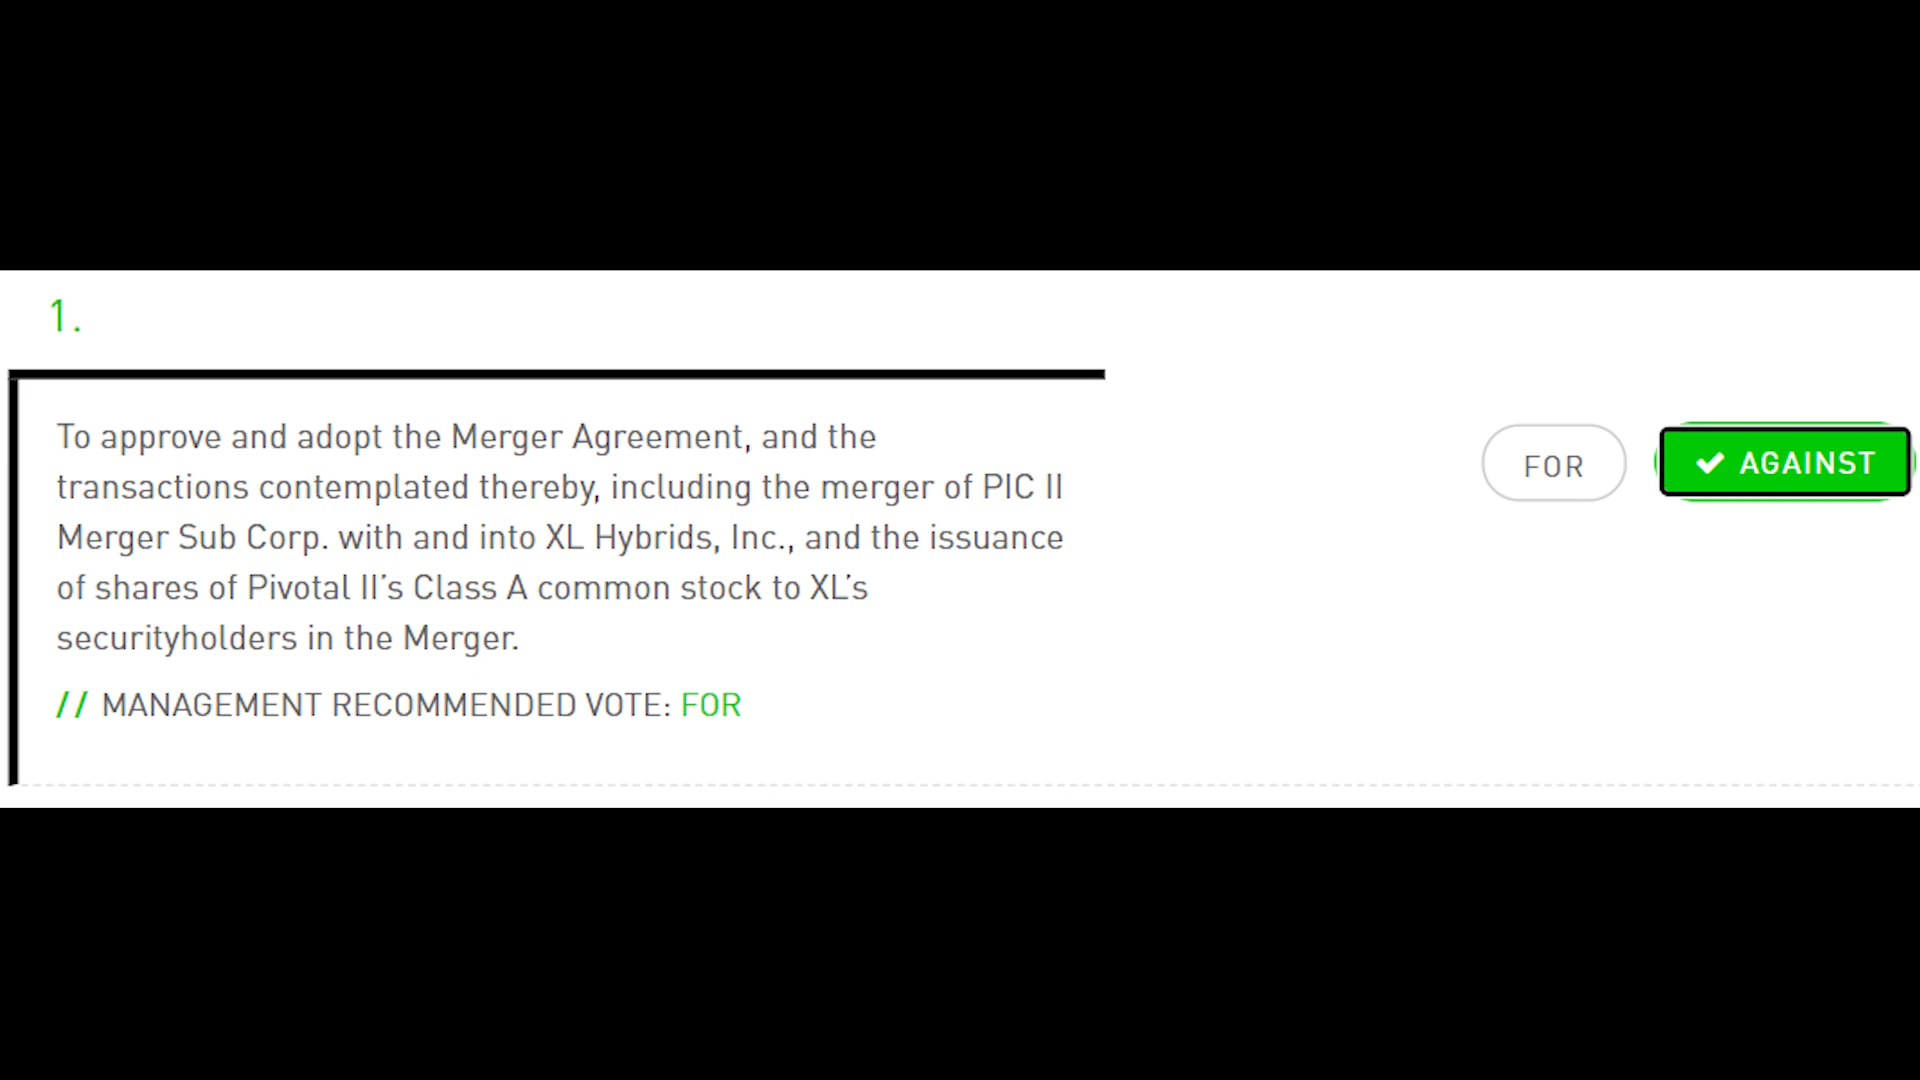 1.
To approve and adopt the Merger Agreement, and the
transactions contemplated thereby, including the merger of PIC II
Merger Sub Corp. with and into XL Hybrids, Inc., and the issuance
of shares of Pivotal II’s Class A common stock to XL’s
securityholders in the Merger.
// MANAGEMENT RECOMMENDED VOTE: FOR
FOR
AGAINST